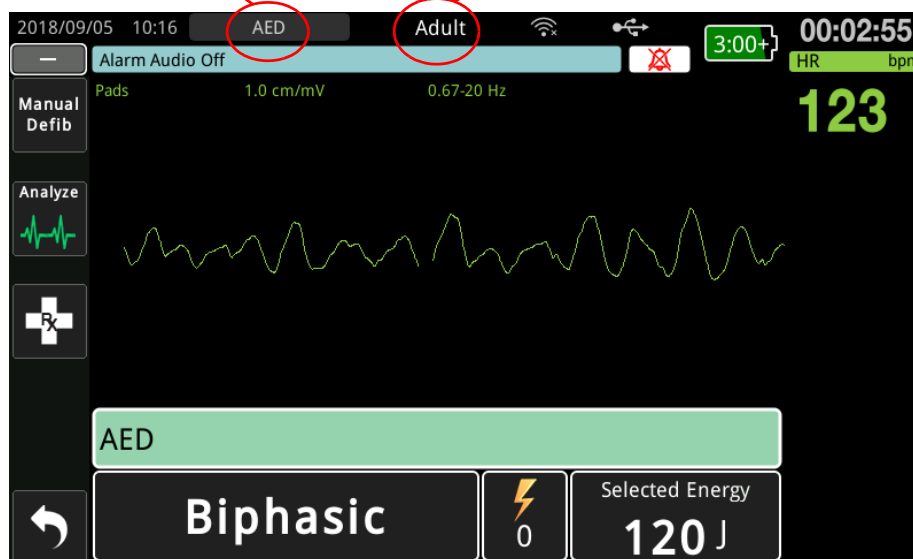 2018/09/05 10:16 AED Adult 3:00+ 00:02:55
Alarm Audio Off HR bpm
Pads 1.0 cm/mV 0.67-20 Hz 123
Manual
Defib
Analyze
Rx
AED
Biphasic 0 Selected Energy
120 J